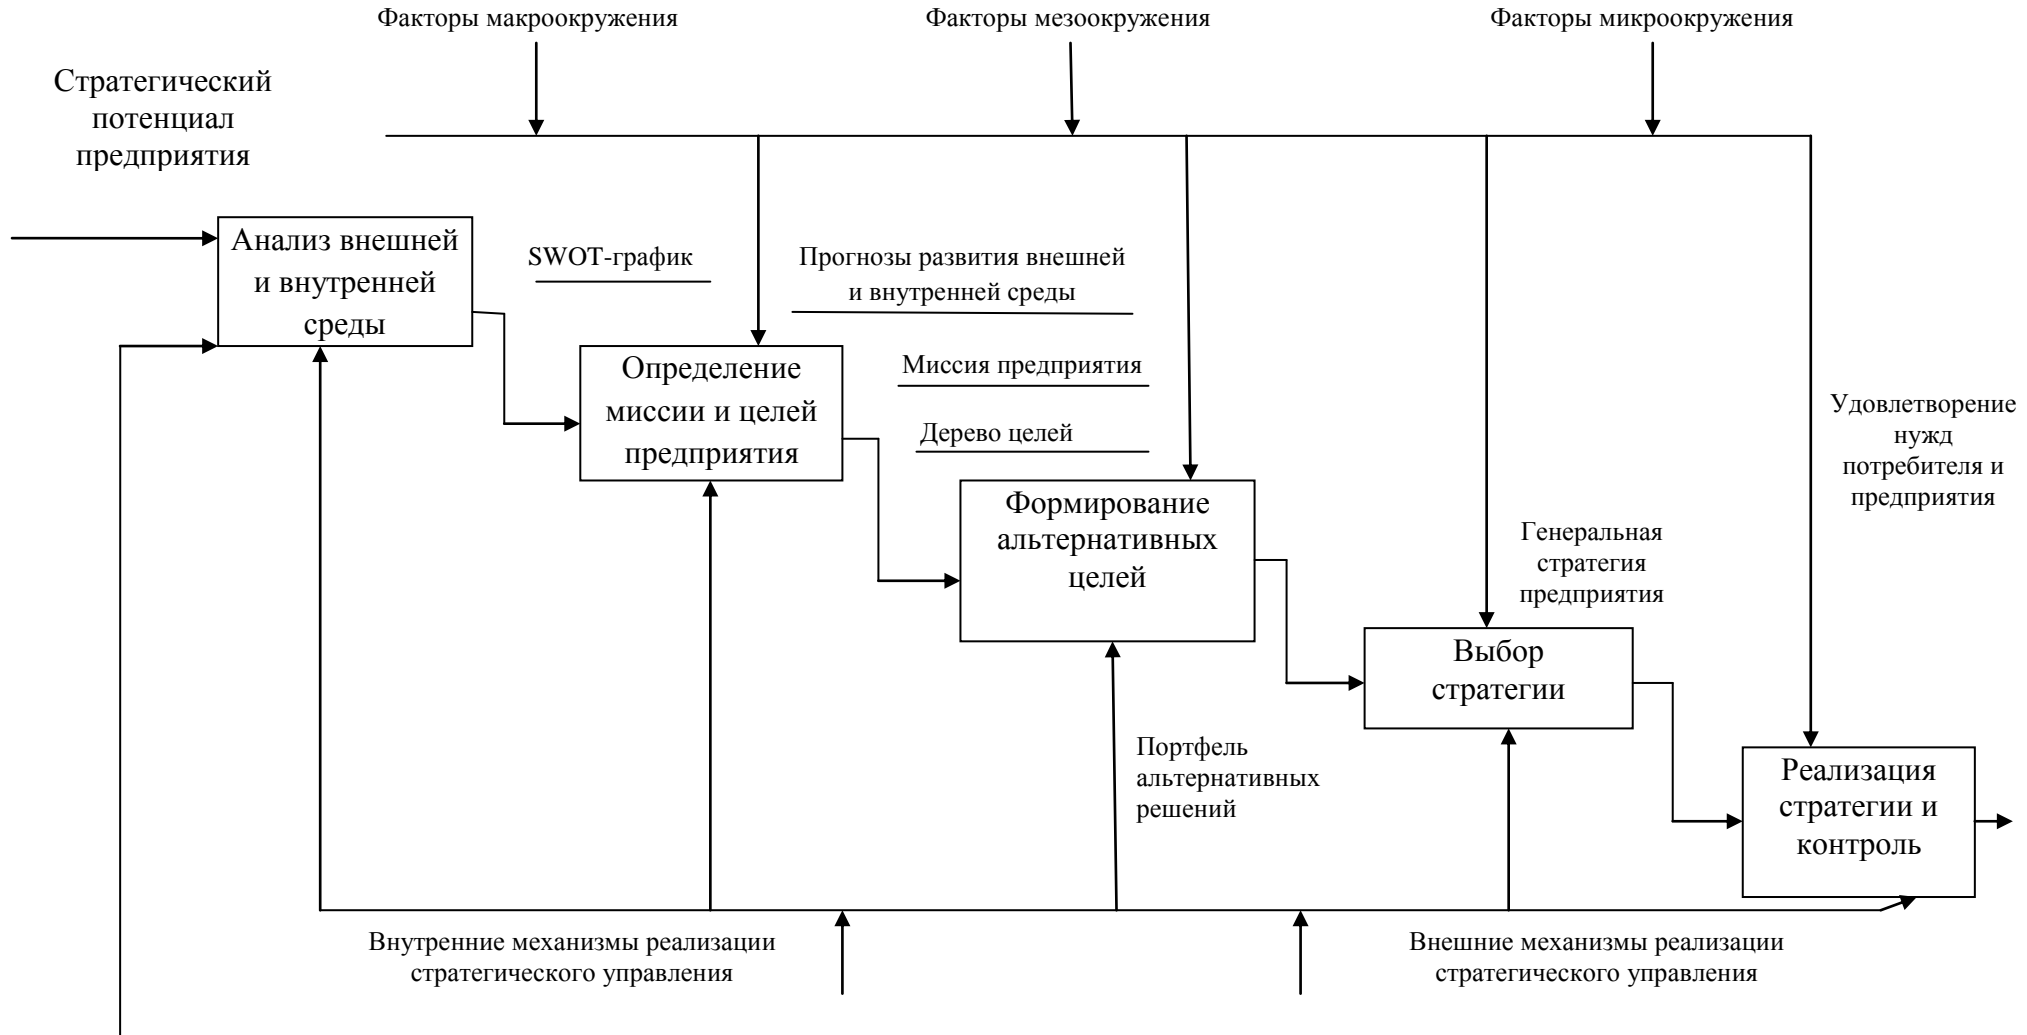 Факторы макроокружения
Факторы мезоокружения
Факторы микроокружения
Стратегический
потенциал
предприятия
Анализ внешней
и внутренней
среды
SWOT-график
Прогнозы развития внешней
и внутренней среды
Определение
миссии и целей
предприятия
Миссия предприятия
Дерево целей
Удовлетворение
нужд
потребителя и
предприятия
Формирование
альтернативных
целей
Генеральная
стратегия
предприятия
Выбор
стратегии
Портфель
альтернативных
решений
Реализация
стратегии и
контроль
Внутренние механизмы реализации
стратегического управления
Внешние механизмы реализации
стратегического управления